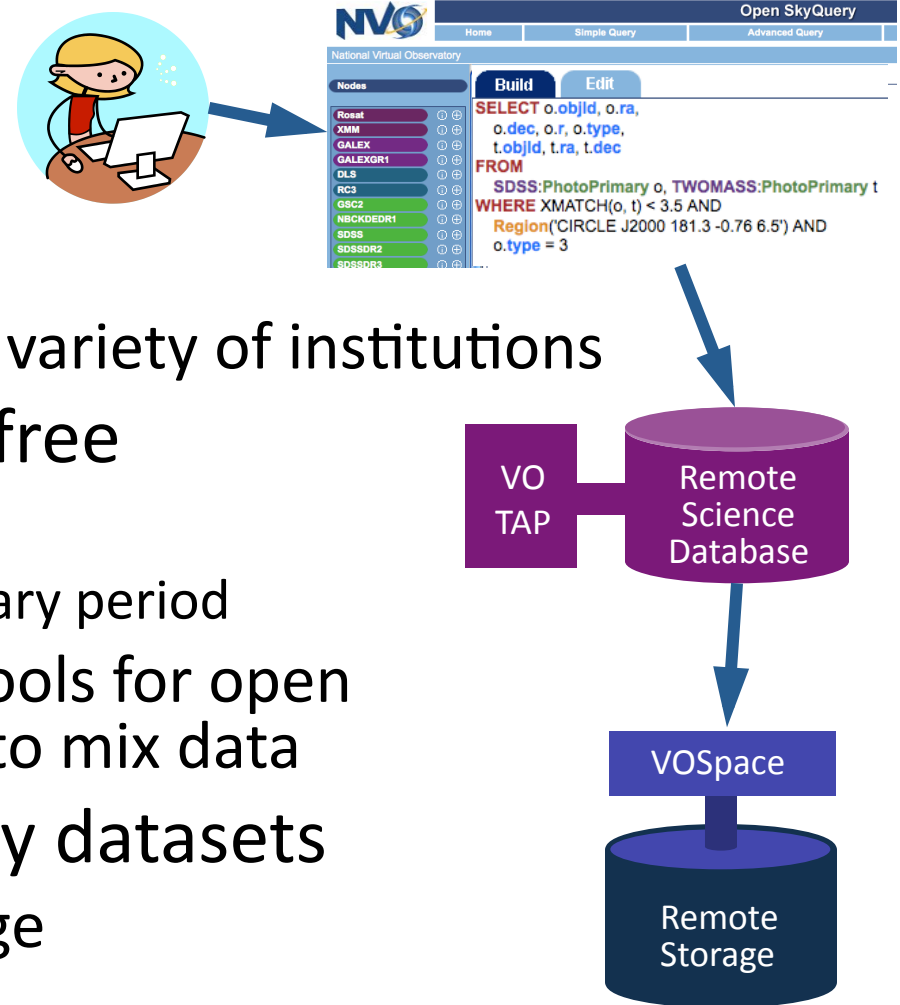 NVO
Open SkyQuery
Home Simple Query Advanced Query
National Virtual Observatory
Nodes
Rosat
XMM
GALEX
GALEXGR1
DLS
RC3
GSC2
NBCKDEDR1
SDSS
SDSSDR2
SDSSDR3
Build Edit
SELECT o.objId, o.ra,
o.dec, o.r, o.type,
t.objId, t.ra, t.dec
FROM
SDSS:PhotoPrimary o, TWOMASS:PhotoPrimary t
WHERE XMATCH(o, t) < 3.5 AND
Region('CIRCLE J2000 181.3 -0.76 6.5') AND
o.type = 3
variety of institutions
free
ary period
ools for open
to mix data
y datasets
ge
VO
TAP
Remote
Science
Database
VOSpace
Remote
Storage